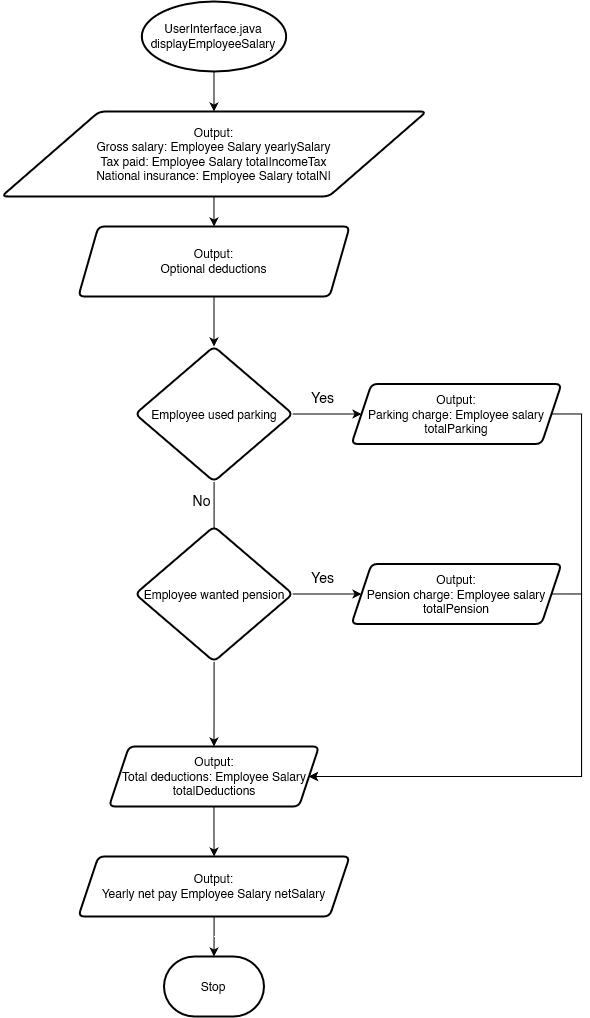 UserInterface.java
displayEmployeeSalary
Output:
Gross salary: Employee Salary yearlySalary
Tax paid: Employee Salary totalIncomeTax
National insurance: Employee Salary totalNI
Output:
Optional deductions
Employee used parking
Yes
Output:
Parking charge: Employee salary
totalParking
No
Employee wanted pension
Yes
Output:
Pension charge: Employee salary
totalPension
Output:
Total deductions: Employee Salary
totalDeductions
Output:
Yearly net pay Employee Salary netSalary
Stop